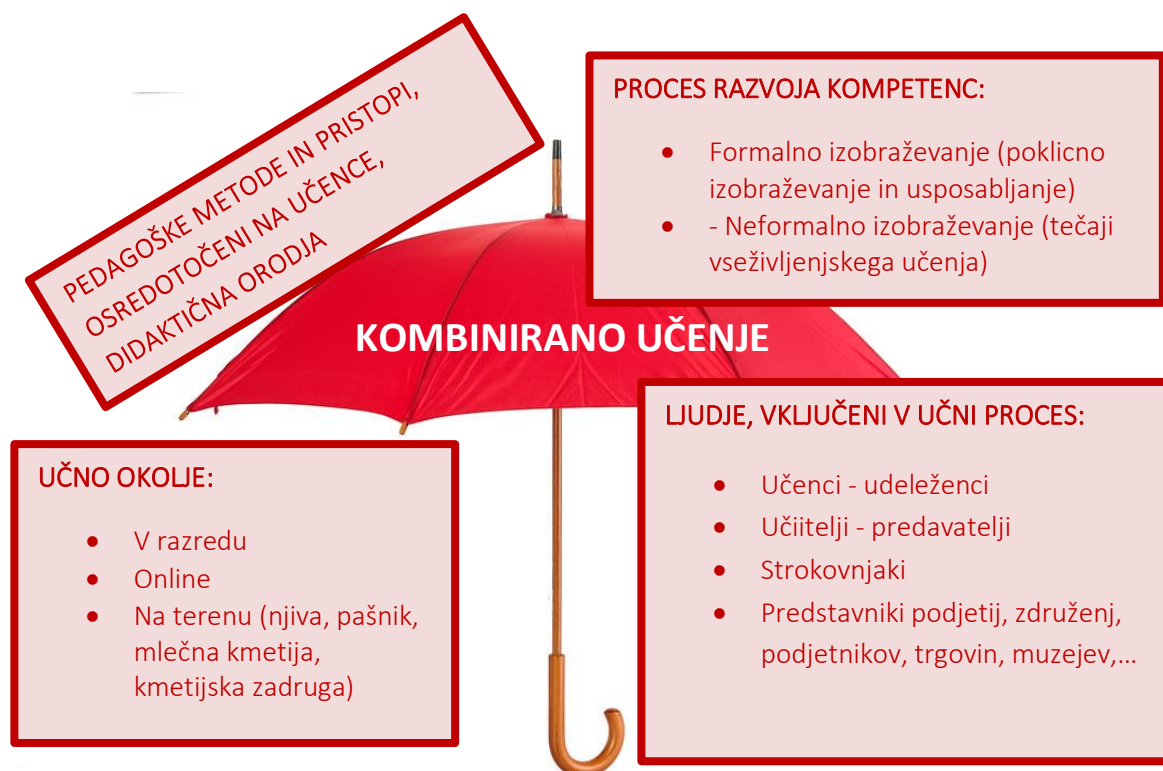 PEDAGOŠKE METODE IN PRISTOPI,
OSREDOTOČENI NA UČENCE,
DIDAKTIČNA ORODJA
PROCES RAZVOJA KOMPETENC:
• Formalno izobraževanje (poklicno
izobraževanje in usposabljanje)
• - Neformalno izobraževanje (tečaji
vseživljenjskega učenja)
KOMBINIRANO UČENJE
UČNO OKOLJE:
• V razredu
• Online
• Na terenu (njiva, pašnik,
mlečna kmetija,
kmetijska zadruga)
LJUDJE, VKLJUČENI V UČNI PROCES:
• Učenci - udeleženci
• Učiitelji - predavatelji
• Strokovnjaki
• Predstavniki podjetij, združenj,
podjetnikov, trgovin, muzejev,...